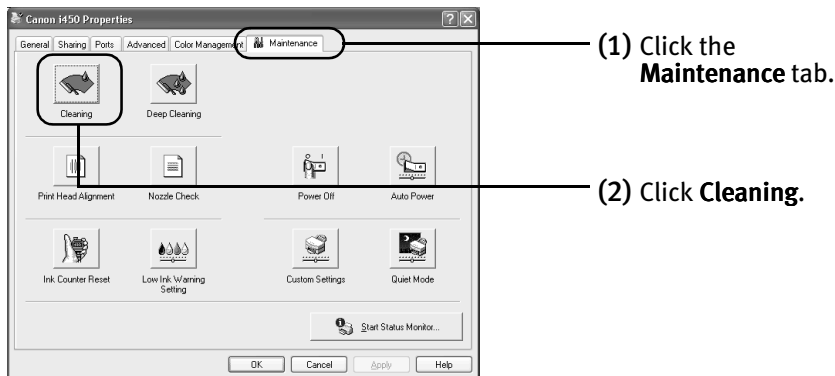 Canon i450 Properties
General Sharing Ports Advanced Color Management Maintenance
(1) Click the
Maintenance tab.
Cleaning Deep Cleaning
Print Head Alignment Nozzle Check Power Off Auto Power
(2) Click Cleaning.
Ink Counter Reset Low Ink Warning
Setting Custom Settings Quiet Mode
Start Status Monitor...
OK Cancel Apply Help